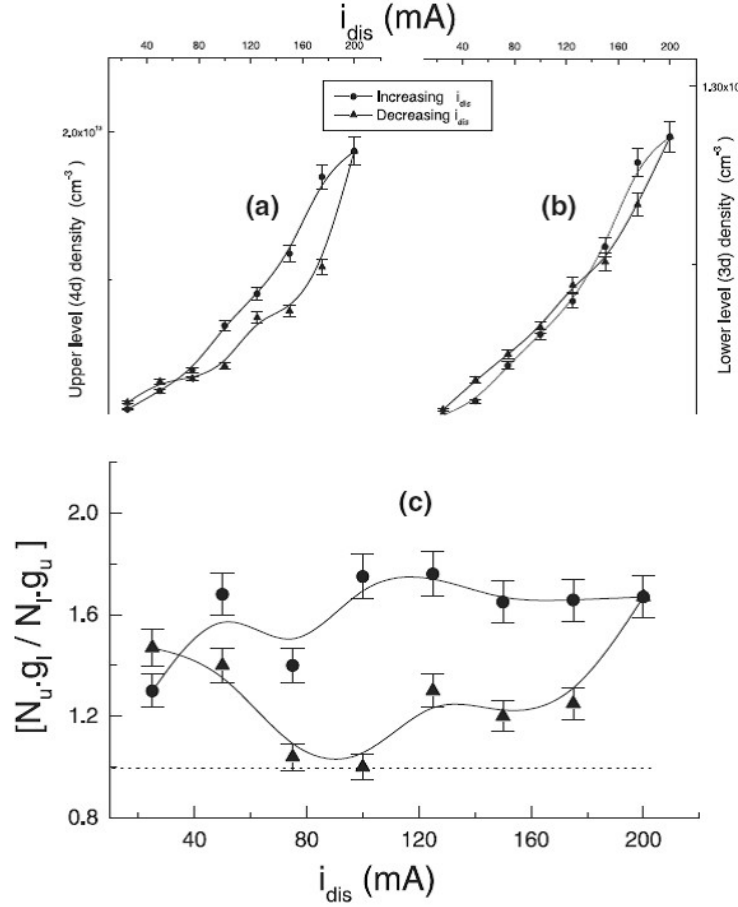 i_dis (mA)
40 80 120 160 200
40 80 120 160 200
Increasing i_dis
Decreasing i_dis
(a)
(b)
Upper level (4d) density (cm⁻³)
Lower level (3d) density (cm⁻³)
(c)
[N_u.g_l / N_l.g_u]
2.0
1.6
1.2
0.8
40 80 120 160 200
i_dis (mA)